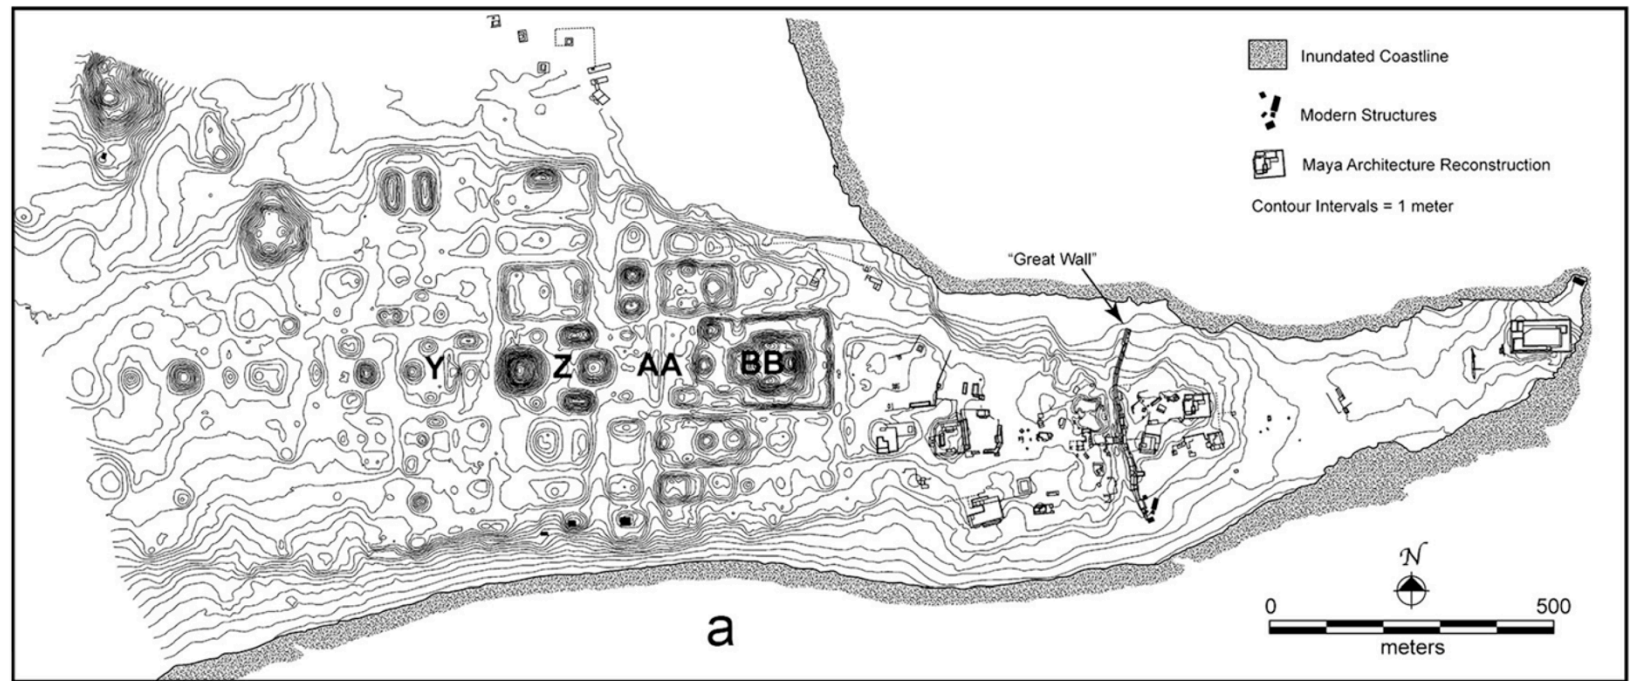 Inundated Coastline
Modern Structures
Maya Architecture Reconstruction
Contour Intervals = 1 meter
“Great Wall”
Y Z AA BB
N
0 500
meters
a